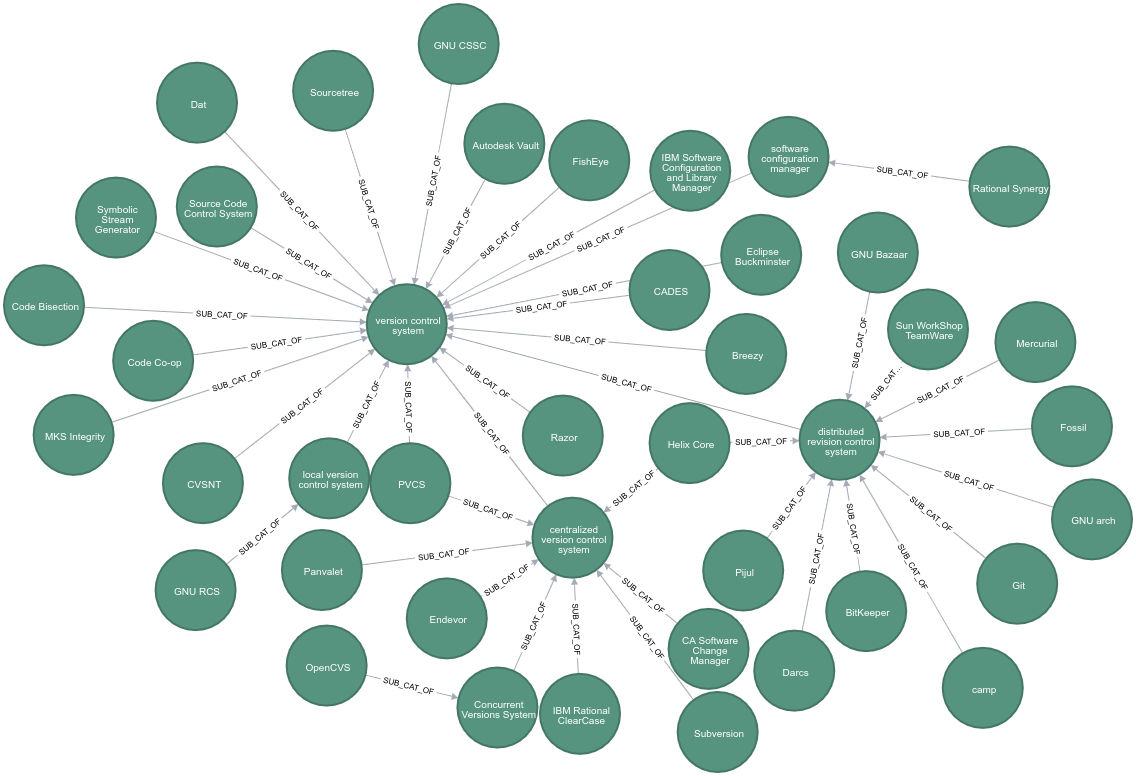 GNU CSSC
Sourcetree
Dat
Autodesk Vault
FishEye
IBM Software
Configuration
and Library
Manager
software
configuration
manager
SUB_CAT_OF
Rational Synergy
SUB_CAT_OF
SUB_CAT_OF
SUB_CAT_OF
Symbolic
Stream
Generator
Source Code
Control System
SUB_CAT_OF
SUB_CAT_OF
SUB_CAT_OF
SUB_CAT_OF
SUB_CAT_OF
GNU Bazaar
Eclipse
Buckminster
SUB_CAT_OF
SUB_CAT_OF
CADES
SUB_CAT_OF
SUB_CAT_OF
Code Bisection
SUB_CAT_OF
version control
system
Sun WorkShop
TeamWare
Mercurial
SUB_CAT_OF
SUB_CAT_OF
SUB_CAT_OF
Breezy
Code Co-op
SUB_CAT_OF
SUB_CAT_OF
SUB_CAT_OF
SUB_CAT...
SUB_CAT_OF
MKS Integrity
SUB_CAT_OF
SUB_CAT_OF
SUB_CAT_OF
SUB_CAT_OF
Razor
Helix Core
SUB_CAT_OF
distributed
revision control
system
SUB_CAT_OF
Fossil
CVSNT
local version
control system
PVCS
SUB_CAT_OF
SUB_CAT_OF
SUB_CAT_OF
SUB_CAT_OF
SUB_CAT_OF
SUB_CAT_OF
SUB_CAT_OF
GNU arch
SUB_CAT_OF
centralized
version control
system
Panvalet
SUB_CAT_OF
SUB_CAT_OF
SUB_CAT_OF
Pijul
Git
GNU RCS
SUB_CAT_OF
SUB_CAT_OF
BitKeeper
Endevor
SUB_CAT_OF
SUB_CAT_OF
SUB_CAT_OF
CA Software
Change
Manager
OpenCVS
SUB_CAT_OF
Darcs
camp
Concurrent
Versions System
IBM Rational
ClearCase
Subversion